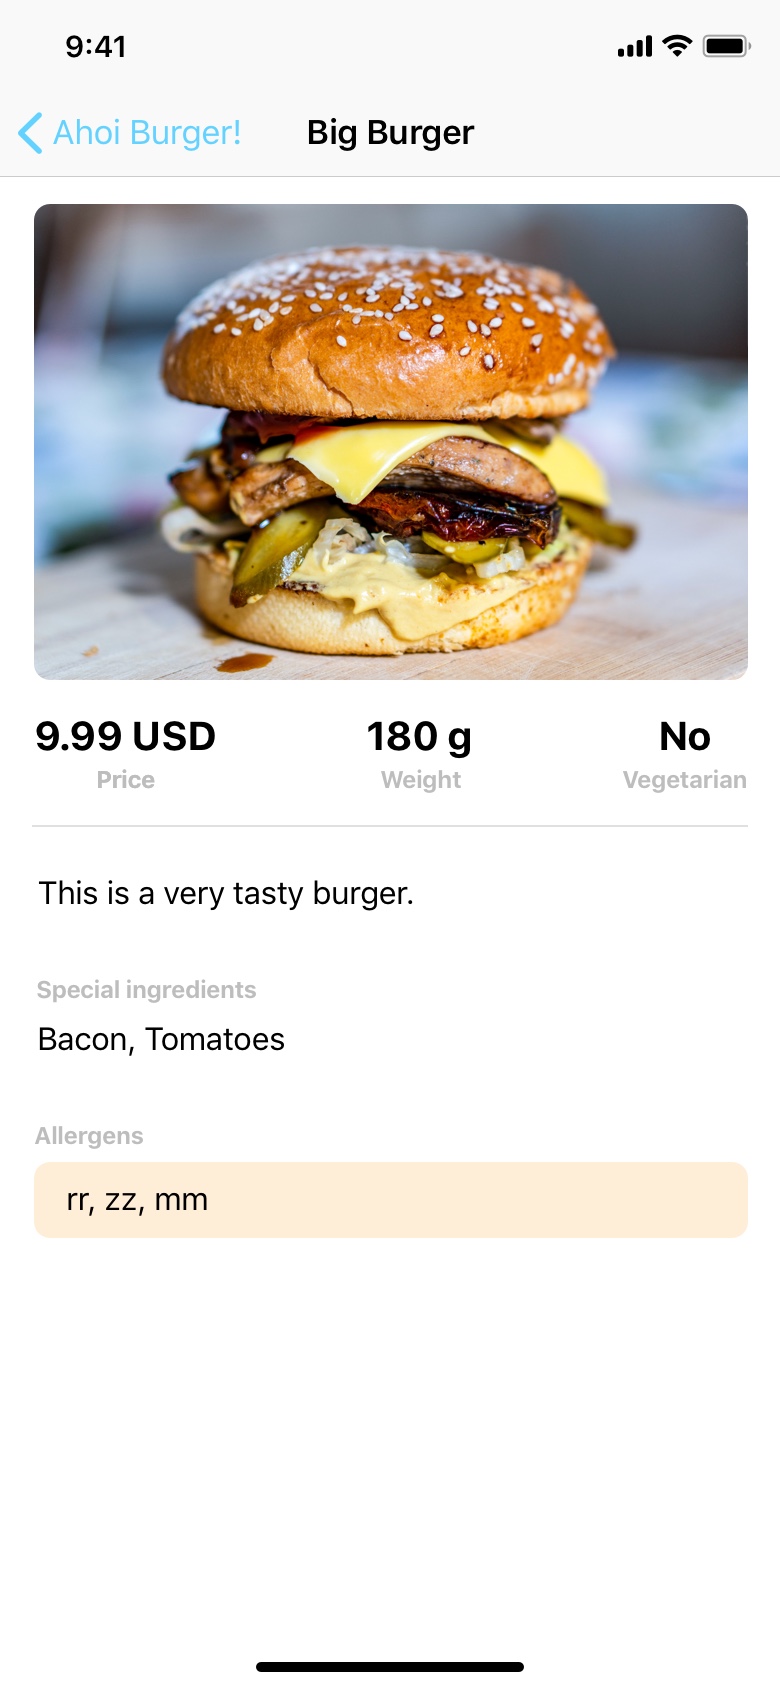 9:41
Ahoi Burger!
Big Burger
9.99 USD
180 g
No
Price
Weight
Vegetarian
This is a very tasty burger.
Special ingredients
Bacon, Tomatoes
Allergens
rr, zz, mm